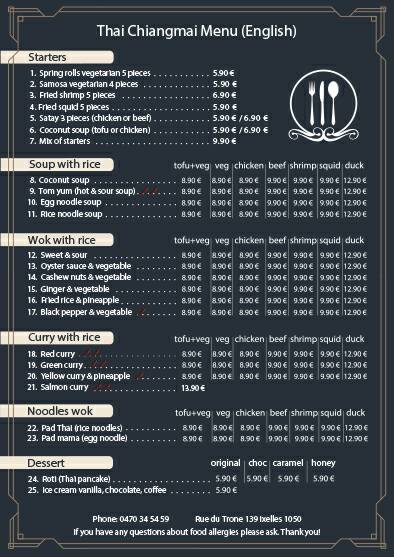 Thai Chiangmai Menu (English)
Starters
1. Spring rolls vegetarian 5 pieces . . . . . . . . . . . . 5.90 €
2. Samosa vegetarian 4 pieces . . . . . . . . . . . . . . 5.90 €
3. Fried shrimp 5 pieces . . . . . . . . . . . . . . . . . . . . 6.90 €
4. Fried squid 5 pieces . . . . . . . . . . . . . . . . . . . . . 5.90 €
5. Satay 3 pieces (chicken or beef) . . . . . . . . . . . . 5.90 € / 6.90 €
6. Coconut soup (tofu or chicken) . . . . . . . . . . . . 5.90 € / 6.90 €
7. Mix of starters . . . . . . . . . . . . . . . . . . . . . . . . 9.90 €
Soup with rice tofu+veg veg chicken beef shrimp squid duck
8. Coconut soup . . . . . . . . . . . . . . . . 8.90 € 8.90 € 8.90 € 9.90 € 9.90 € 9.90 € 12.90 €
9. Tom yum (hot & sour soup) . . . . . . 8.90 € 8.90 € 8.90 € 9.90 € 9.90 € 9.90 € 12.90 €
10. Egg noodle soup . . . . . . . . . . . . . 8.90 € 8.90 € 8.90 € 9.90 € 9.90 € 9.90 € 12.90 €
11. Rice noodle soup . . . . . . . . . . . . . 8.90 € 8.90 € 8.90 € 9.90 € 9.90 € 9.90 € 12.90 €
Wok with rice tofu+veg veg chicken beef shrimp squid duck
12. Sweet & sour . . . . . . . . . . . . . . . . 8.90 € 8.90 € 8.90 € 9.90 € 9.90 € 9.90 € 12.90 €
13. Oyster sauce & vegetable . . . . . . . 8.90 € 8.90 € 8.90 € 9.90 € 9.90 € 9.90 € 12.90 €
14. Cashew nuts & vegetable . . . . . . . 8.90 € 8.90 € 8.90 € 9.90 € 9.90 € 9.90 € 12.90 €
15. Ginger & vegetable . . . . . . . . . . . 8.90 € 8.90 € 8.90 € 9.90 € 9.90 € 9.90 € 12.90 €
16. Fried rice & pineapple . . . . . . . . . . 8.90 € 8.90 € 8.90 € 9.90 € 9.90 € 9.90 € 12.90 €
17. Black pepper & vegetable . . . . . . . 8.90 € 8.90 € 8.90 € 9.90 € 9.90 € 9.90 € 12.90 €
Curry with rice tofu+veg veg chicken beef shrimp squid duck
18. Red curry . . . . . . . . . . . . . . . . . . 8.90 € 8.90 € 8.90 € 9.90 € 9.90 € 9.90 € 12.90 €
19. Green curry . . . . . . . . . . . . . . . . . 8.90 € 8.90 € 8.90 € 9.90 € 9.90 € 9.90 € 12.90 €
20. Yellow curry & pineapple . . . . . . . 8.90 € 8.90 € 8.90 € 9.90 € 9.90 € 9.90 € 12.90 €
21. Salmon curry . . . . . . . . . . . . . . . . 13.90 €
Noodles wok tofu+veg veg chicken beef shrimp squid duck
22. Pad Thai (rice noodles) . . . . . . . . . 8.90 € 8.90 € 8.90 € 9.90 € 9.90 € 9.90 € 12.90 €
23. Pad mama (egg noodle) . . . . . . . . 8.90 € 8.90 € 8.90 € 9.90 € 9.90 € 9.90 € 12.90 €
Dessert original choc caramel honey
24. Roti (Thai pancake) . . . . . . . . . . . . . . . . . . 5.90 € 5.90 € 5.90 € 5.90 €
25. Ice cream vanilla, chocolate, coffee . . . . . . . . 5.90 €
Phone: 0470 34 54 59 Rue du Trone 139 Ixelles 1050
If you have any questions about food allergies please ask. Thank you!